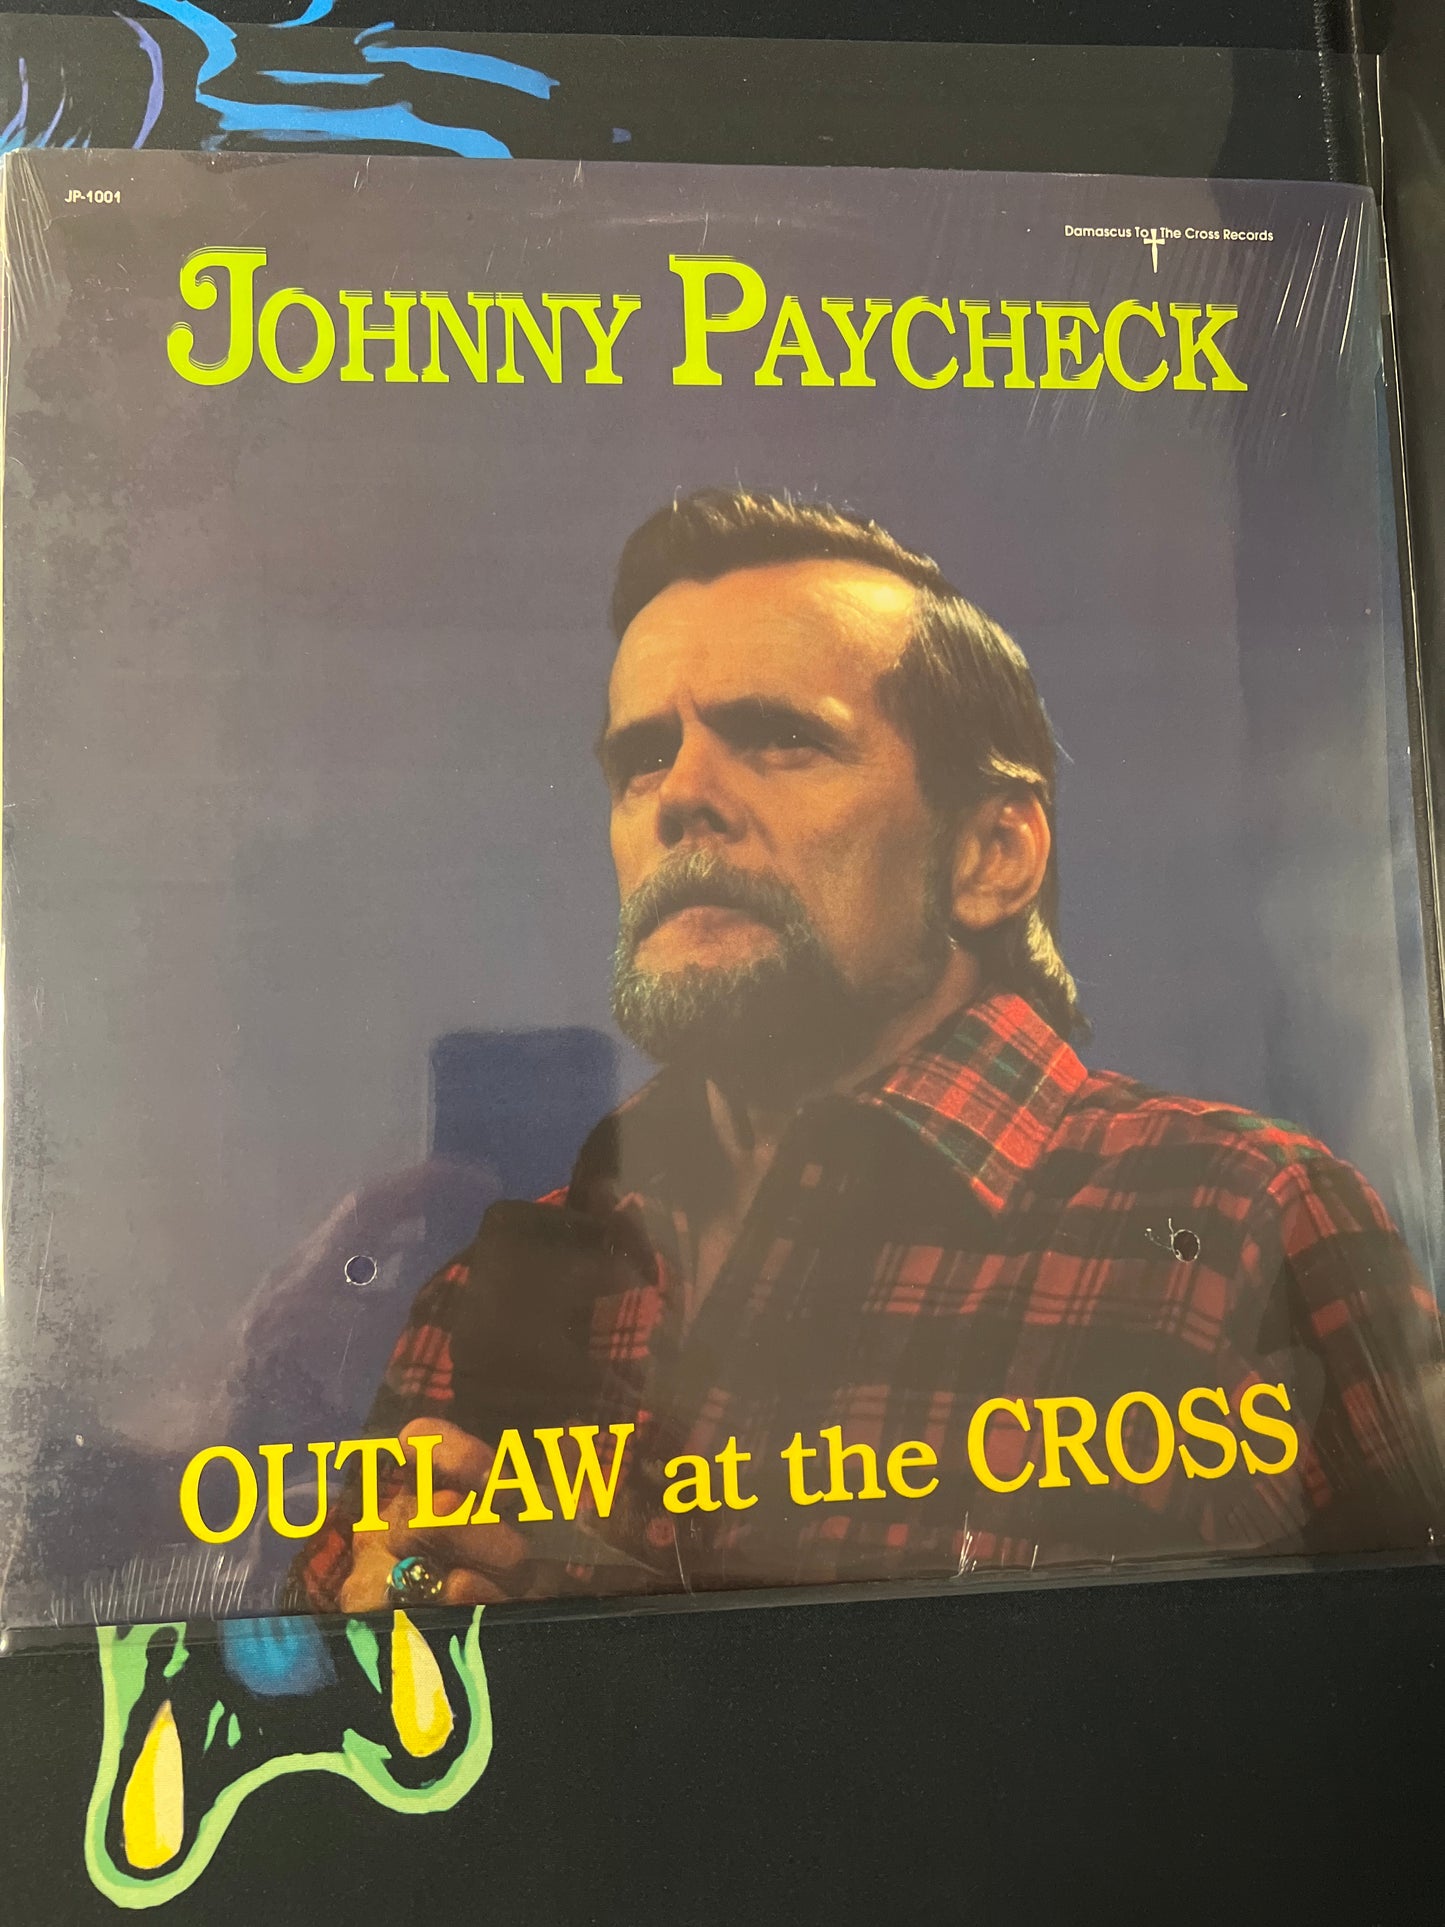 JP-1001
Damascus To The Cross Records
JOHNNY PAYCHECK
OUTLAW at the CROSS